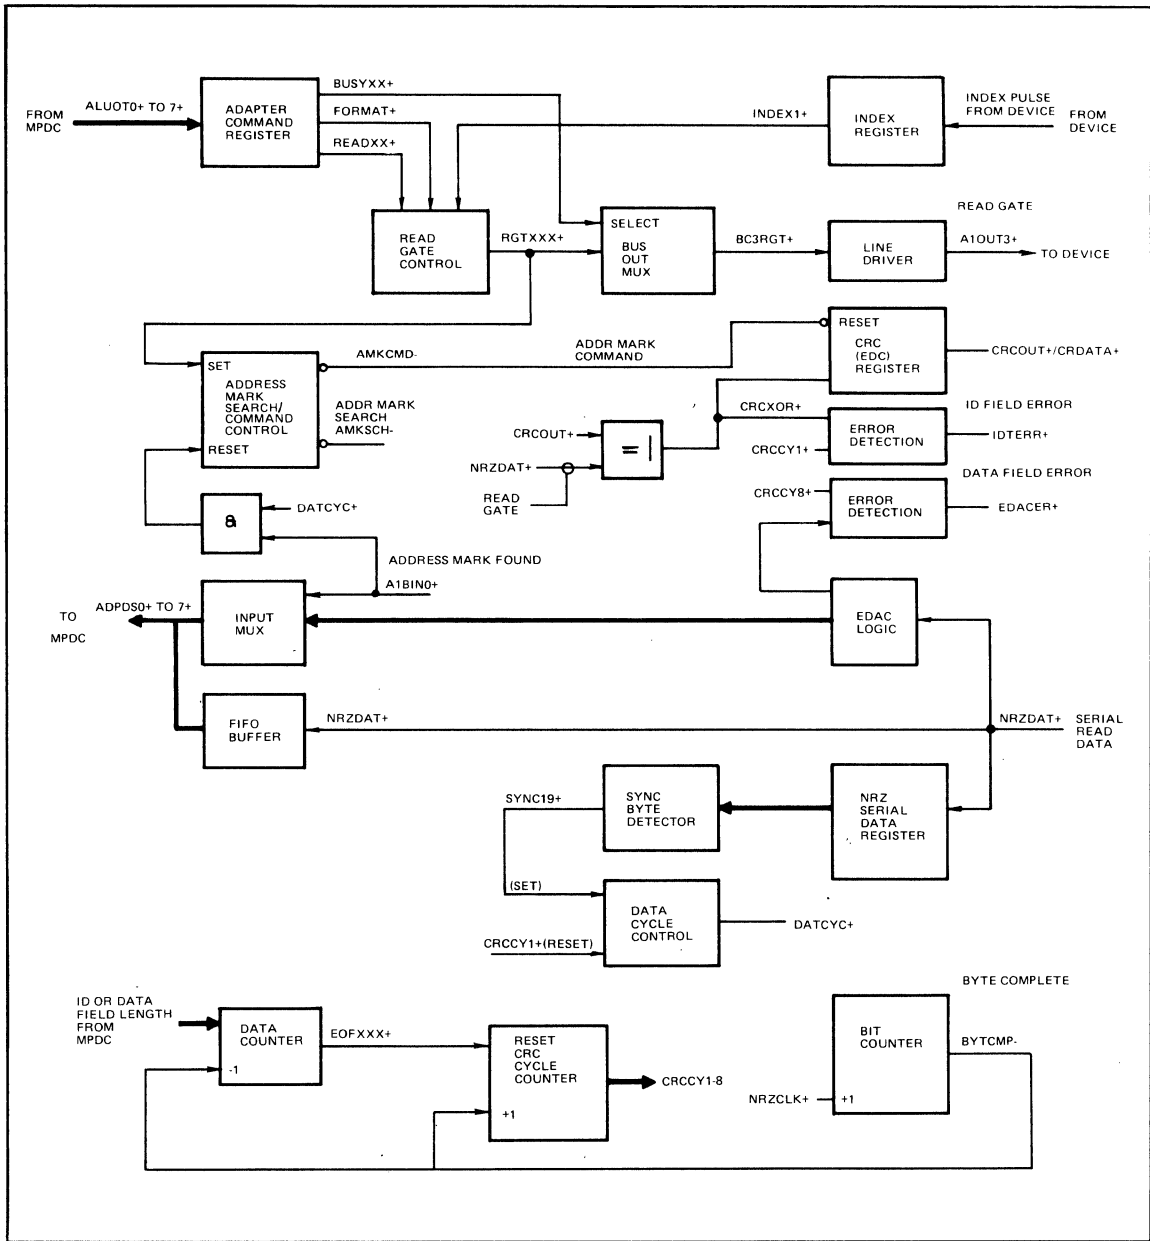 FROM
MPDC
ALUOT0+ TO 7+
ADAPTER
COMMAND
REGISTER
BUSYXX+
FORMAT+
READXX+
INDEX1+
INDEX
REGISTER
INDEX PULSE
FROM DEVICE
FROM
DEVICE
READ
GATE
CONTROL
RGTXXX+
SELECT
BUS
OUT
MUX
BC3RGT+
LINE
DRIVER
READ GATE
A1OUT3+
TO DEVICE
SET
ADDRESS
MARK
SEARCH/
COMMAND
CONTROL
RESET
AMKCMD-
ADDR MARK
COMMAND
ADDR MARK
SEARCH
AMKSCH-
RESET
CRC
(EDC)
REGISTER
CRCOUT+/CRDATA+
CRCOUT+
NRZDAT+
READ
GATE
= |
CRCXOR+
CRCCY1+
ERROR
DETECTION
ID FIELD ERROR
IDTERR+
DATA FIELD ERROR
CRCCY8+
ERROR
DETECTION
EDACER+
&
DATCYC+
ADDRESS MARK FOUND
A1BIN0+
TO
MPDC
ADPDS0+ TO 7+
INPUT
MUX
EDAC
LOGIC
FIFO
BUFFER
NRZDAT+
NRZDAT+
SERIAL
READ
DATA
SYNC19+
SYNC
BYTE
DETECTOR
NRZ
SERIAL
DATA
REGISTER
(SET)
CRCCY1+(RESET)
DATA
CYCLE
CONTROL
DATCYC+
ID OR DATA
FIELD LENGTH
FROM
MPDC
DATA
COUNTER
-1
EOFXXX+
RESET
CRC
CYCLE
COUNTER
+1
CRCCY1-8
NRZCLK+
BIT
COUNTER
+1
BYTE COMPLETE
BYTCMP-